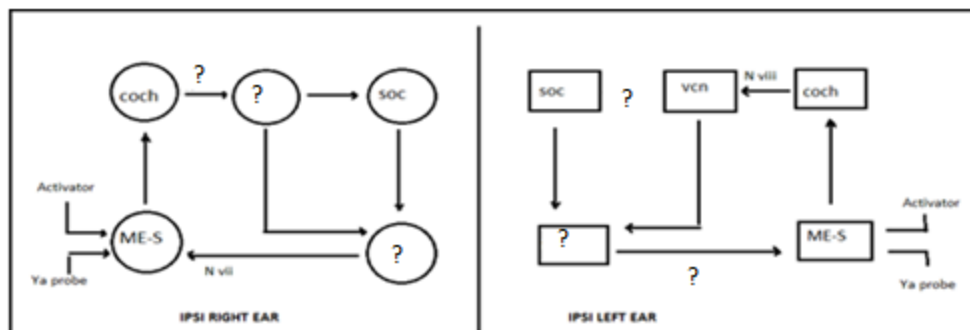 ?
coch
?
soc
Activator
ME-S
?
Ya probe
N vii
IPSI RIGHT EAR
soc
?
vcn
N viii
coch
Activator
?
ME-S
?
Ya probe
IPSI LEFT EAR